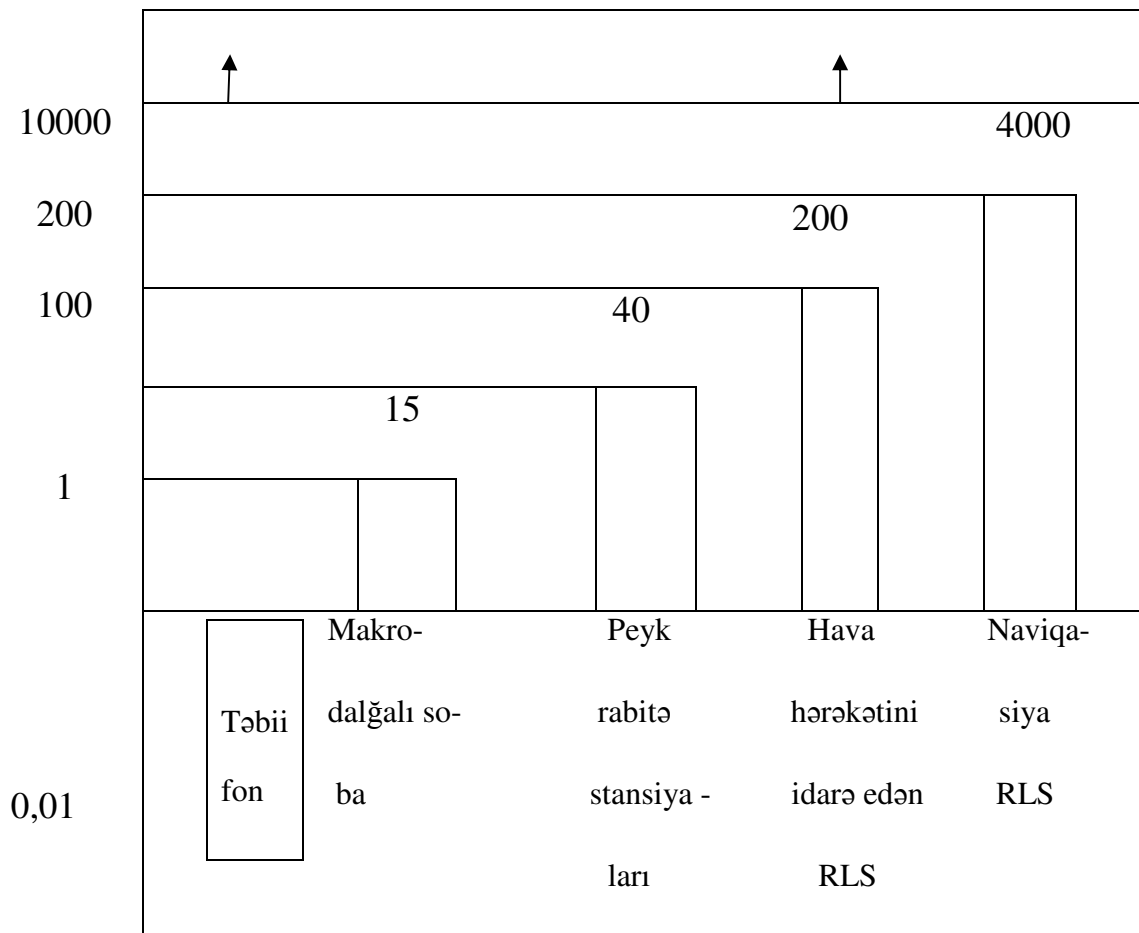 10000
4000
200
200
100
40
15
1
Makro-
Peyk
Hava
Naviqa-
Təbii
dalğalı so-
rabitə
hərəkətini
siya
fon
ba
stansiya -
idarə edən
RLS
0,01
ları
RLS